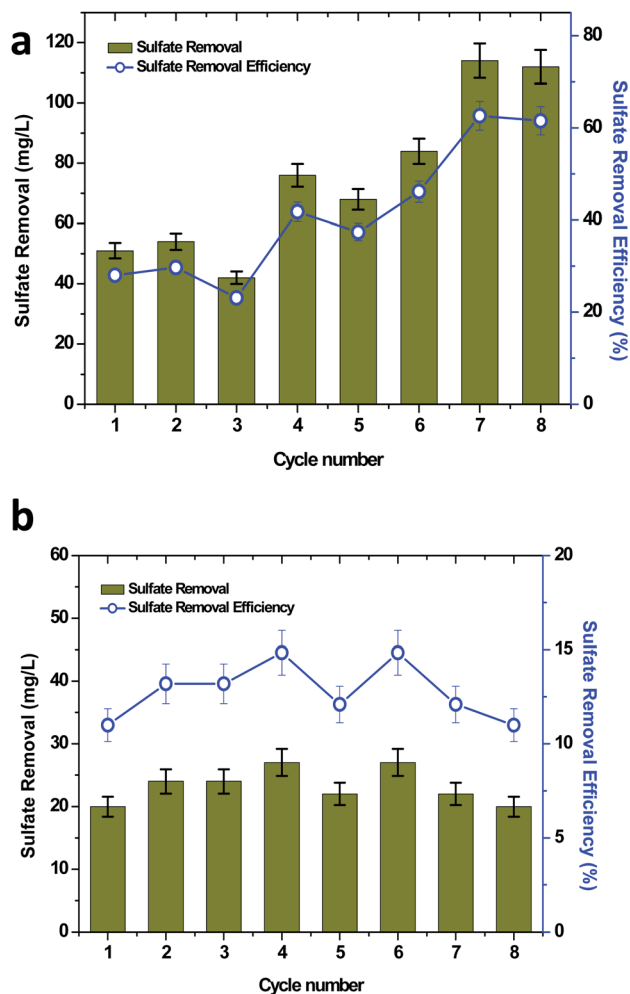 a
Sulfate Removal
Sulfate Removal Efficiency
120
100
80
60
40
20
0
80
60
40
20
0
Sulfate Removal (mg/L)
Sulfate Removal Efficiency (%)
1 2 3 4 5 6 7 8
Cycle number
b
Sulfate Removal
Sulfate Removal Efficiency
60
50
40
30
20
10
0
20
15
10
5
0
Sulfate Removal (mg/L)
Sulfate Removal Efficiency (%)
1 2 3 4 5 6 7 8
Cycle number